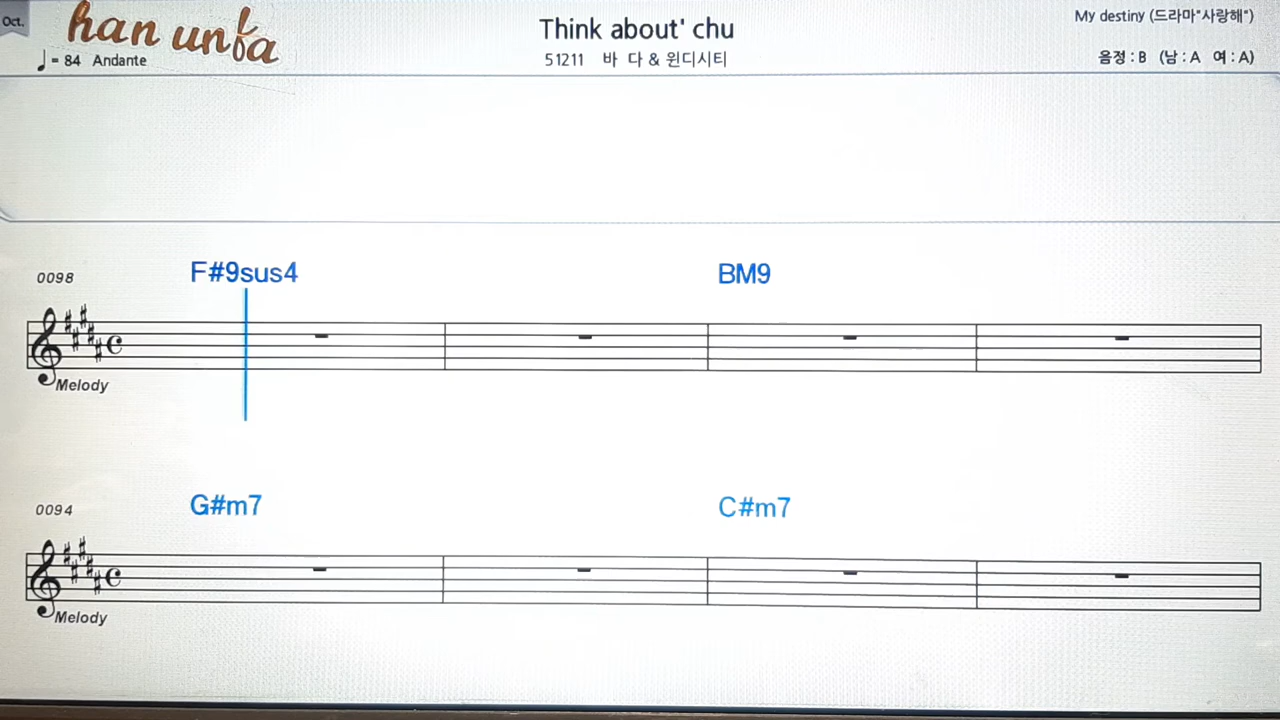 Oct.
han unfa
♩ = 84 Andante
Think about' chu
51211 바 다 & 윈디시티
My destiny (드라마"사랑해")
음정 : B (남 : A 여 : A)
0098 F#9sus4 BM9
Melody
0094 G#m7 C#m7
Melody